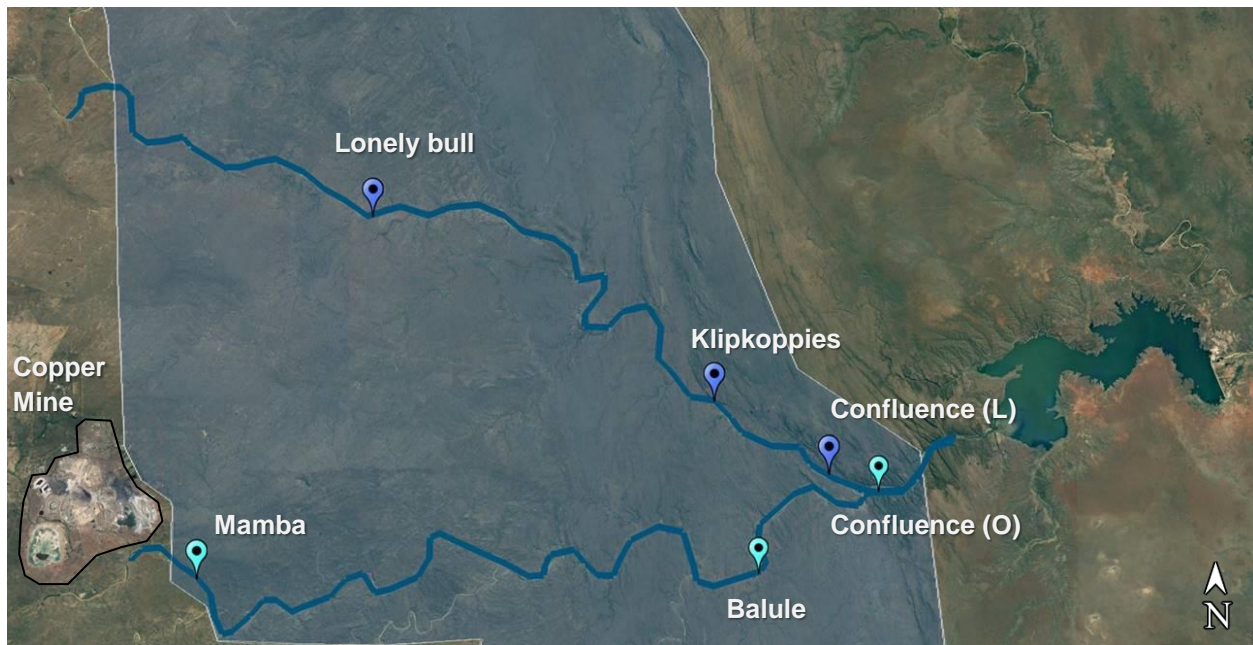 Lonely bull
Klipkoppies
Copper
Mine
Confluence (L)
Mamba
Confluence (O)
Balule
N